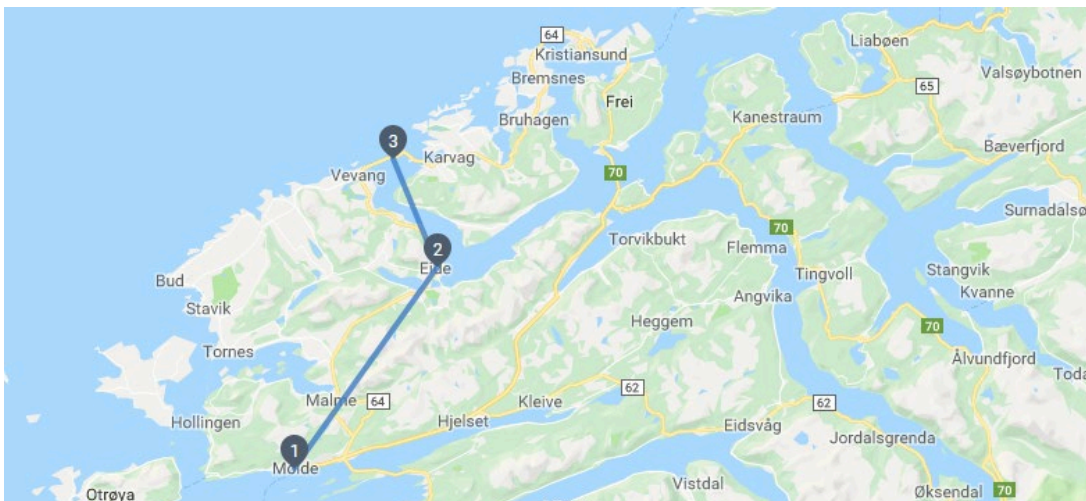 64
Kristiansund
Liabøen
Bremsnes
Valsøybotnen
65
Frei
Bruhagen
Kanestraum
3
Karvag
Bæverfjord
Vevang
70
Surnadalsø
70
2
Torvikbukt
Flemma
Eide
Tingvoll
Stangvik
Bud
Kvanne
Stavik
Angvika
Heggem
70
Tornes
Ålvundfjord
Toda
62
Malme
64
Kleive
62
Hollingen
Hjelset
Eidsvåg
Jordalsgrenda
1
Molde
Vistdal
Otrøya
Øksendal
70